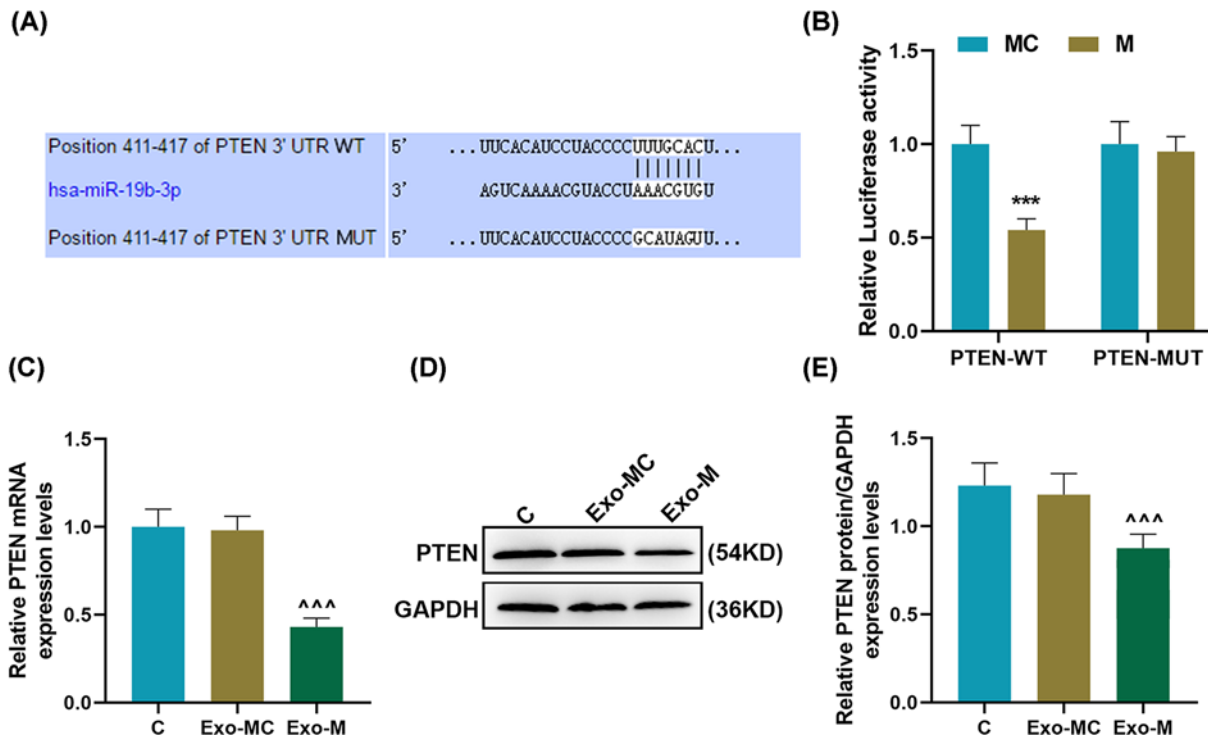 (A)
Position 411-417 of PTEN 3' UTR WT 5' ...UUCACAUCCUACCCCUUUGCACU...
hsa-miR-19b-3p 3' AGUCAAAACGUACCUAAACGUGU
Position 411-417 of PTEN 3' UTR MUT 5' ...UUCACAUCCUACCCCGCAUAGUU...
(B)
MC M
Relative Luciferase activity
1.5
1.0
0.5
0.0
***
PTEN-WT PTEN-MUT
(C)
Relative PTEN mRNA
expression levels
1.5
1.0
0.5
0.0
^^^
C Exo-MC Exo-M
(D)
C Exo-MC Exo-M
PTEN (54KD)
GAPDH (36KD)
(E)
Relative PTEN protein/GAPDH
expression levels
1.5
1.0
0.5
0.0
^^^
C Exo-MC Exo-M